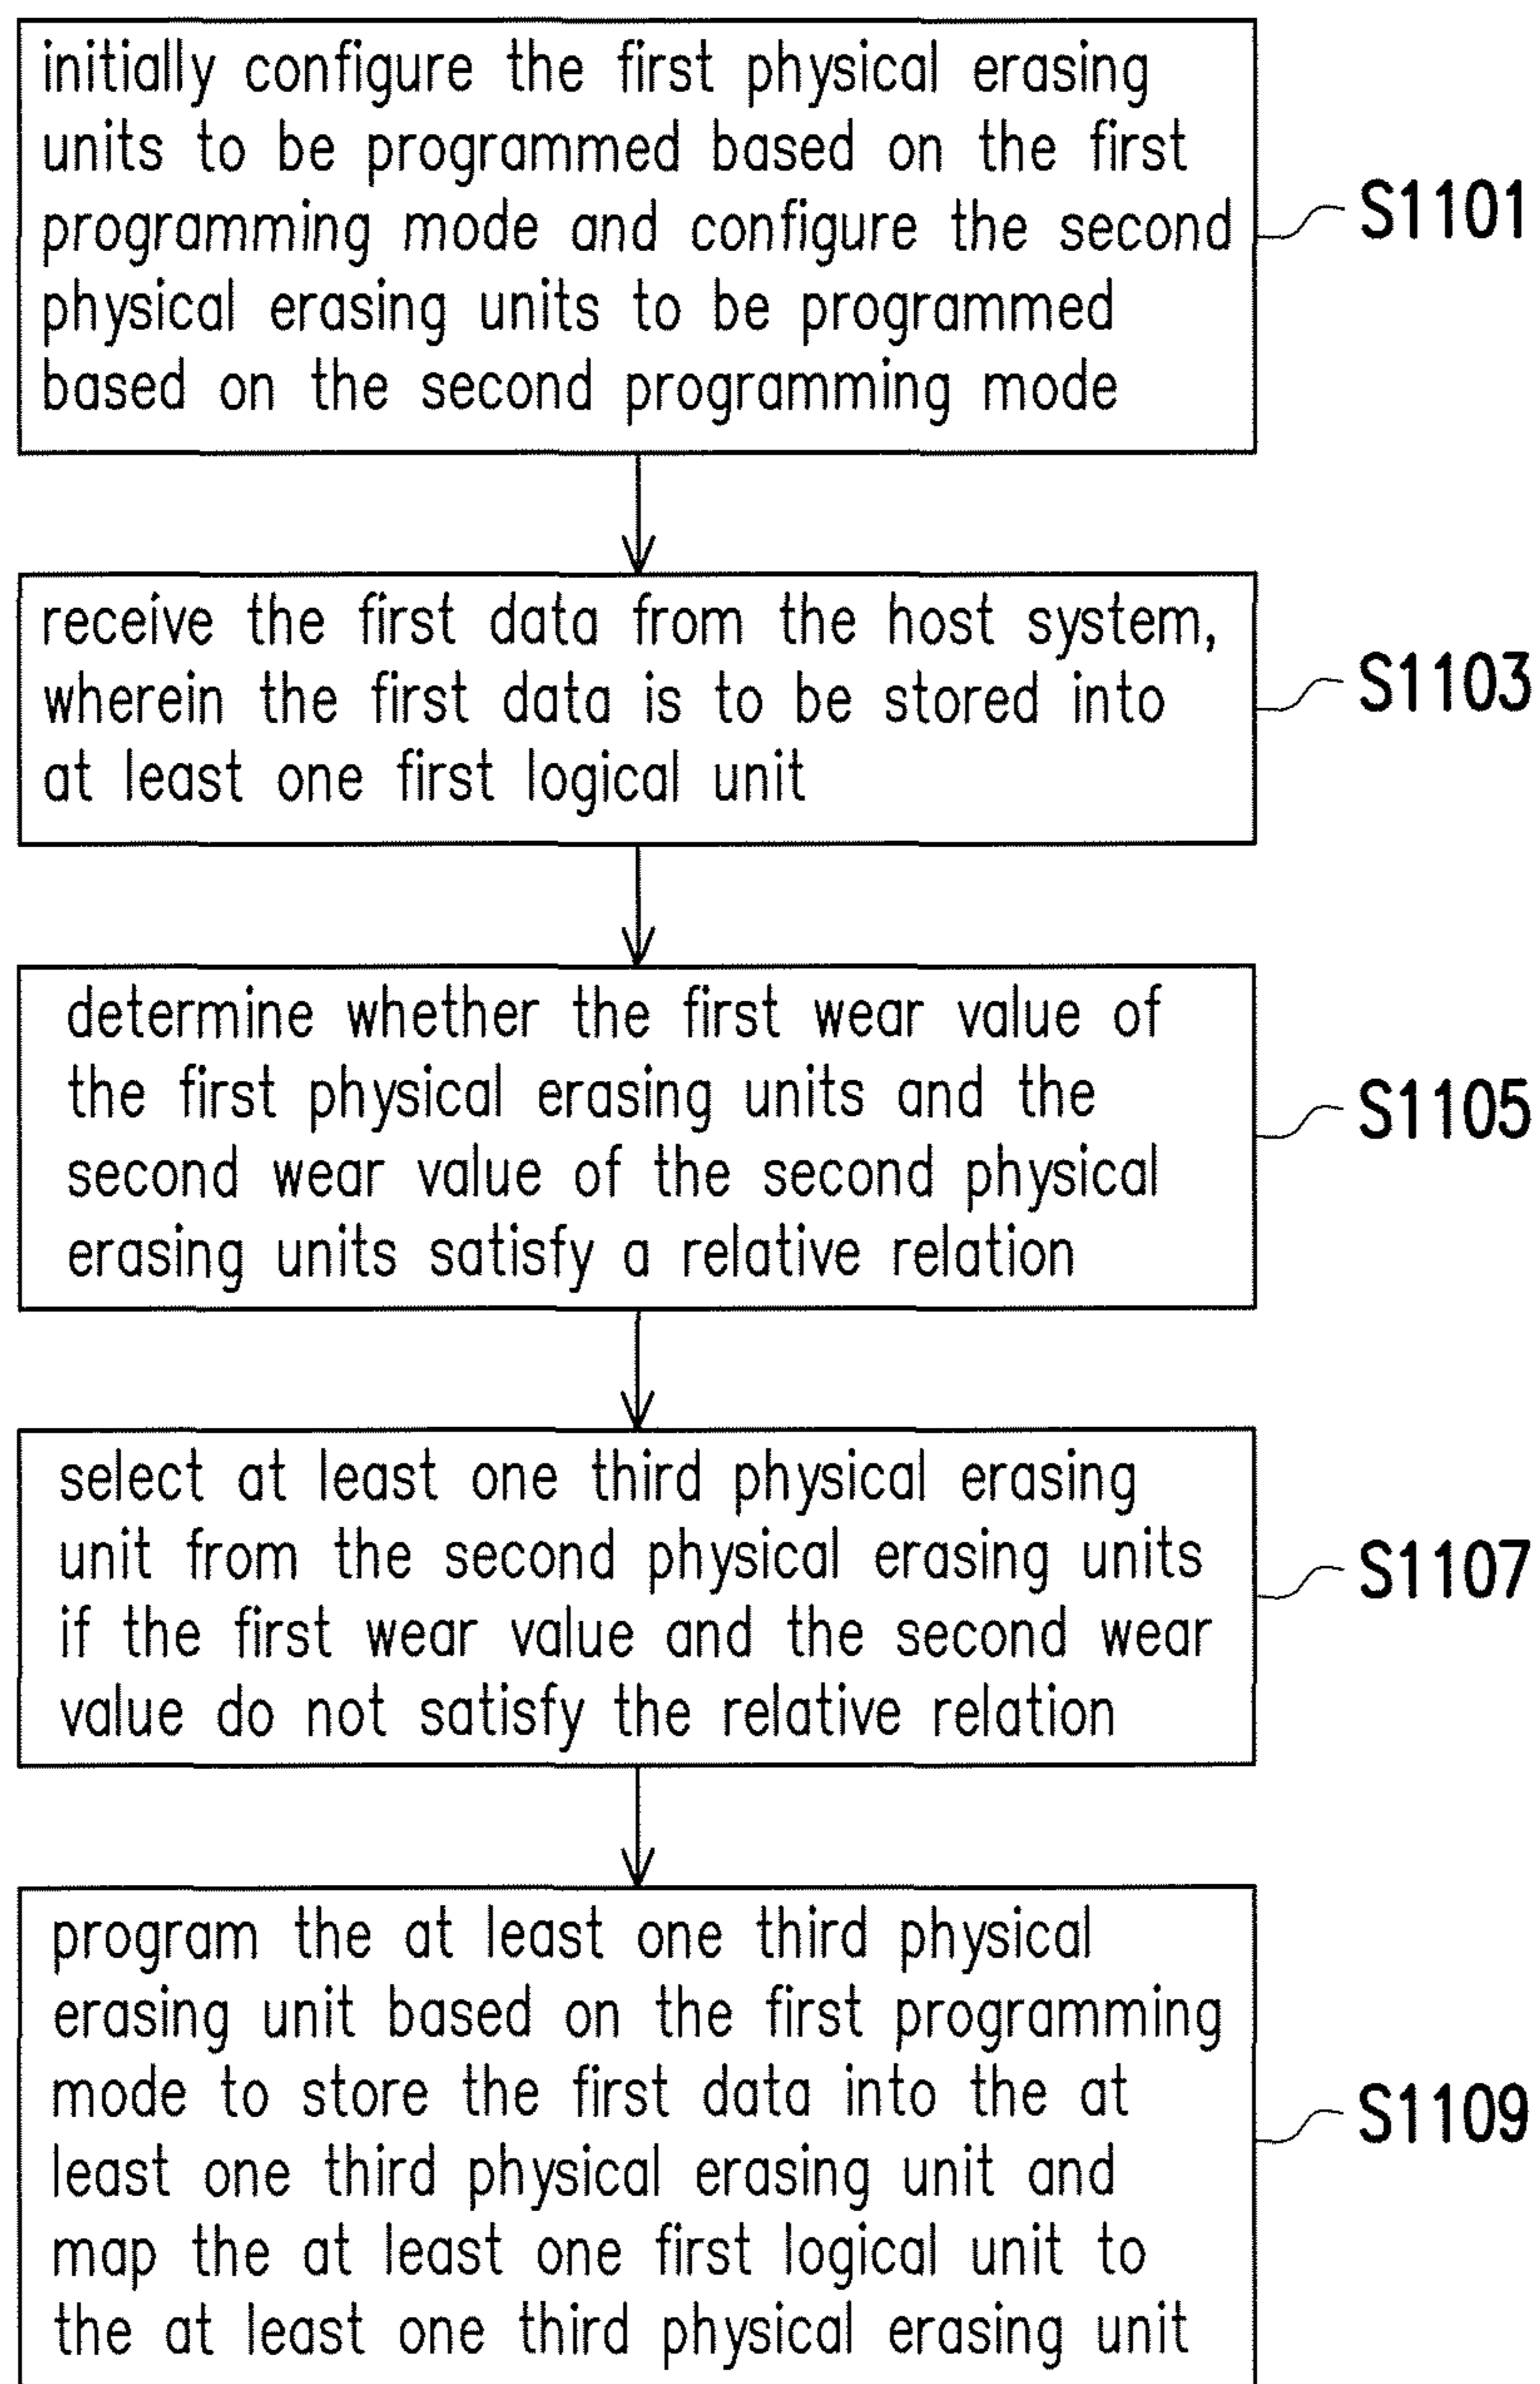 initially configure the first physical erasing
units to be programmed based on the first
programming mode and configure the second
physical erasing units to be programmed
based on the second programming mode
S1101
receive the first data from the host system,
wherein the first data is to be stored into
at least one first logical unit
S1103
determine whether the first wear value of
the first physical erasing units and the
second wear value of the second physical
erasing units satisfy a relative relation
S1105
select at least one third physical erasing
unit from the second physical erasing units
if the first wear value and the second wear
value do not satisfy the relative relation
S1107
program the at least one third physical
erasing unit based on the first programming
mode to store the first data into the at
least one third physical erasing unit and
map the at least one first logical unit to
the at least one third physical erasing unit
S1109